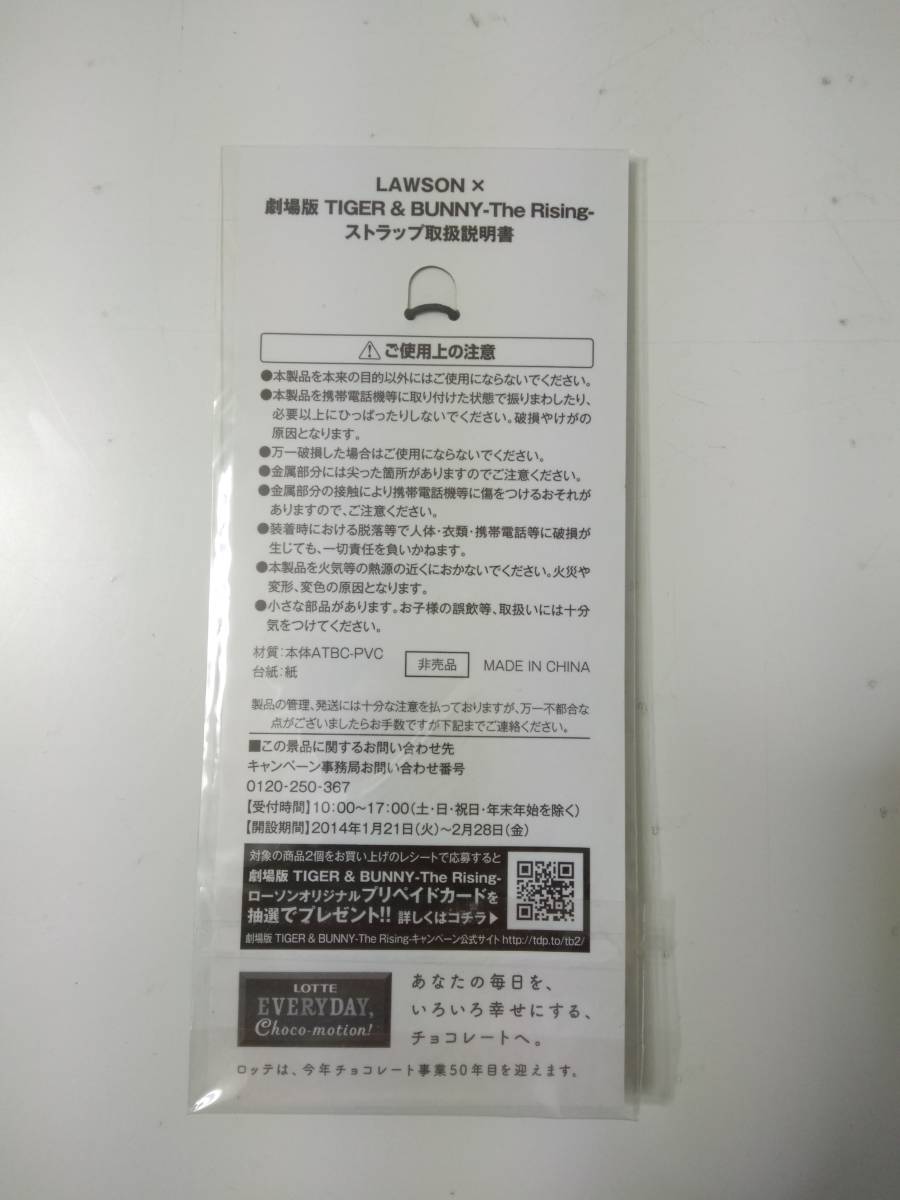 LAWSON ×
劇場版 TIGER & BUNNY-The Rising-
ストラップ取扱説明書
⚠ご使用上の注意
●本製品を本来の目的以外にはご使用にならないでください。
●本製品を携帯電話機等に取り付けた状態で振りまわしたり、
必要以上にひっぱったりしないでください。破損やけがの
原因となります。
●万一破損した場合はご使用にならないでください。
●金属部分には尖った箇所がありますのでご注意ください。
●金属部分の接触により携帯電話機等に傷をつけるおそれが
ありますので、ご注意ください。
●装着時における脱落等で人体・衣類・携帯電話等に破損が
生じても、一切責任を負いかねます。
●本製品を火気等の熱源の近くにおかないでください。火災や
変形、変色の原因となります。
●小さな部品があります。お子様の誤飲等、取扱いには十分
気をつけてください。
材質:本体ATBC-PVC
台紙:紙
非売品
MADE IN CHINA
製品の管理、発送には十分な注意を払っておりますが、万一不都合な
点がございましたらお手数ですが下記までご連絡ください。
■この景品に関するお問い合わせ先
キャンペーン事務局お問い合わせ番号
0120-250-367
【受付時間】10:00～17:00(土・日・祝日・年末年始を除く)
【開設期間】2014年1月21日(火)～2月28日(金)
対象の商品2個をお買い上げのレシートで応募すると
劇場版 TIGER & BUNNY-The Rising-
ローソンオリジナルプリペイドカードを
抽選でプレゼント!! 詳しくはコチラ▶
劇場版 TIGER & BUNNY-The Rising-キャンペーン公式サイト http://tdp.to/tb2/
LOTTE
EVERYDAY,
Choco-motion!
あなたの毎日を、
いろいろ幸せにする、
チョコレートへ。
ロッテは、今年チョコレート事業50年目を迎えます。